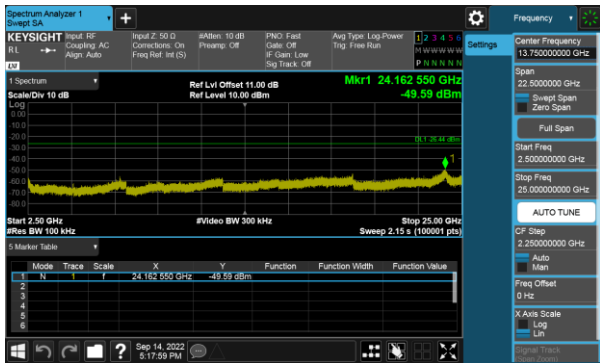 Spectrum Analyzer 1
Swept SA
+
Frequency
KEYSIGHT
RL
Input: RF
Coupling: AC
Align: Auto
Input Z: 50 Ω
Corrections: On
Freq Ref: Int (S)
#Atten: 10 dB
Preamp: Off
PNO: Fast
Gate: Off
IF Gain: Low
Sig Track: Off
Avg Type: Log-Power
Trig: Free Run
1 2 3 4 5 6
M W W W W W
P N N N N N
Settings
1 Spectrum
Scale/Div 10 dB
Log
Ref Lvl Offset 11.00 dB
Ref Level 10.00 dBm
Mkr1 24.162 550 GHz
-49.59 dBm
0.00
-10.0
-20.0
DL1 -26.44 dBm
-30.0
-40.0
1
-50.0
-60.0
-70.0
-80.0
Start 2.50 GHz
#Res BW 100 kHz
#Video BW 300 kHz
Stop 25.00 GHz
Sweep 2.15 s (100001 pts)
5 Marker Table
Mode Trace Scale X Y Function Function Width Function Value
1 N 1 f 24.162 550 GHz -49.59 dBm
2
3
4
5
6
Center Frequency
13.750000000 GHz
Span
22.5000000 GHz
Swept Span
Zero Span
Full Span
Start Freq
2.500000000 GHz
Stop Freq
25.000000000 GHz
AUTO TUNE
CF Step
2.250000000 GHz
Auto
Man
Freq Offset
0 Hz
X Axis Scale
Log
Lin
Signal Track
(Span Zoom)
?
Sep 14, 2022
5:17:59 PM